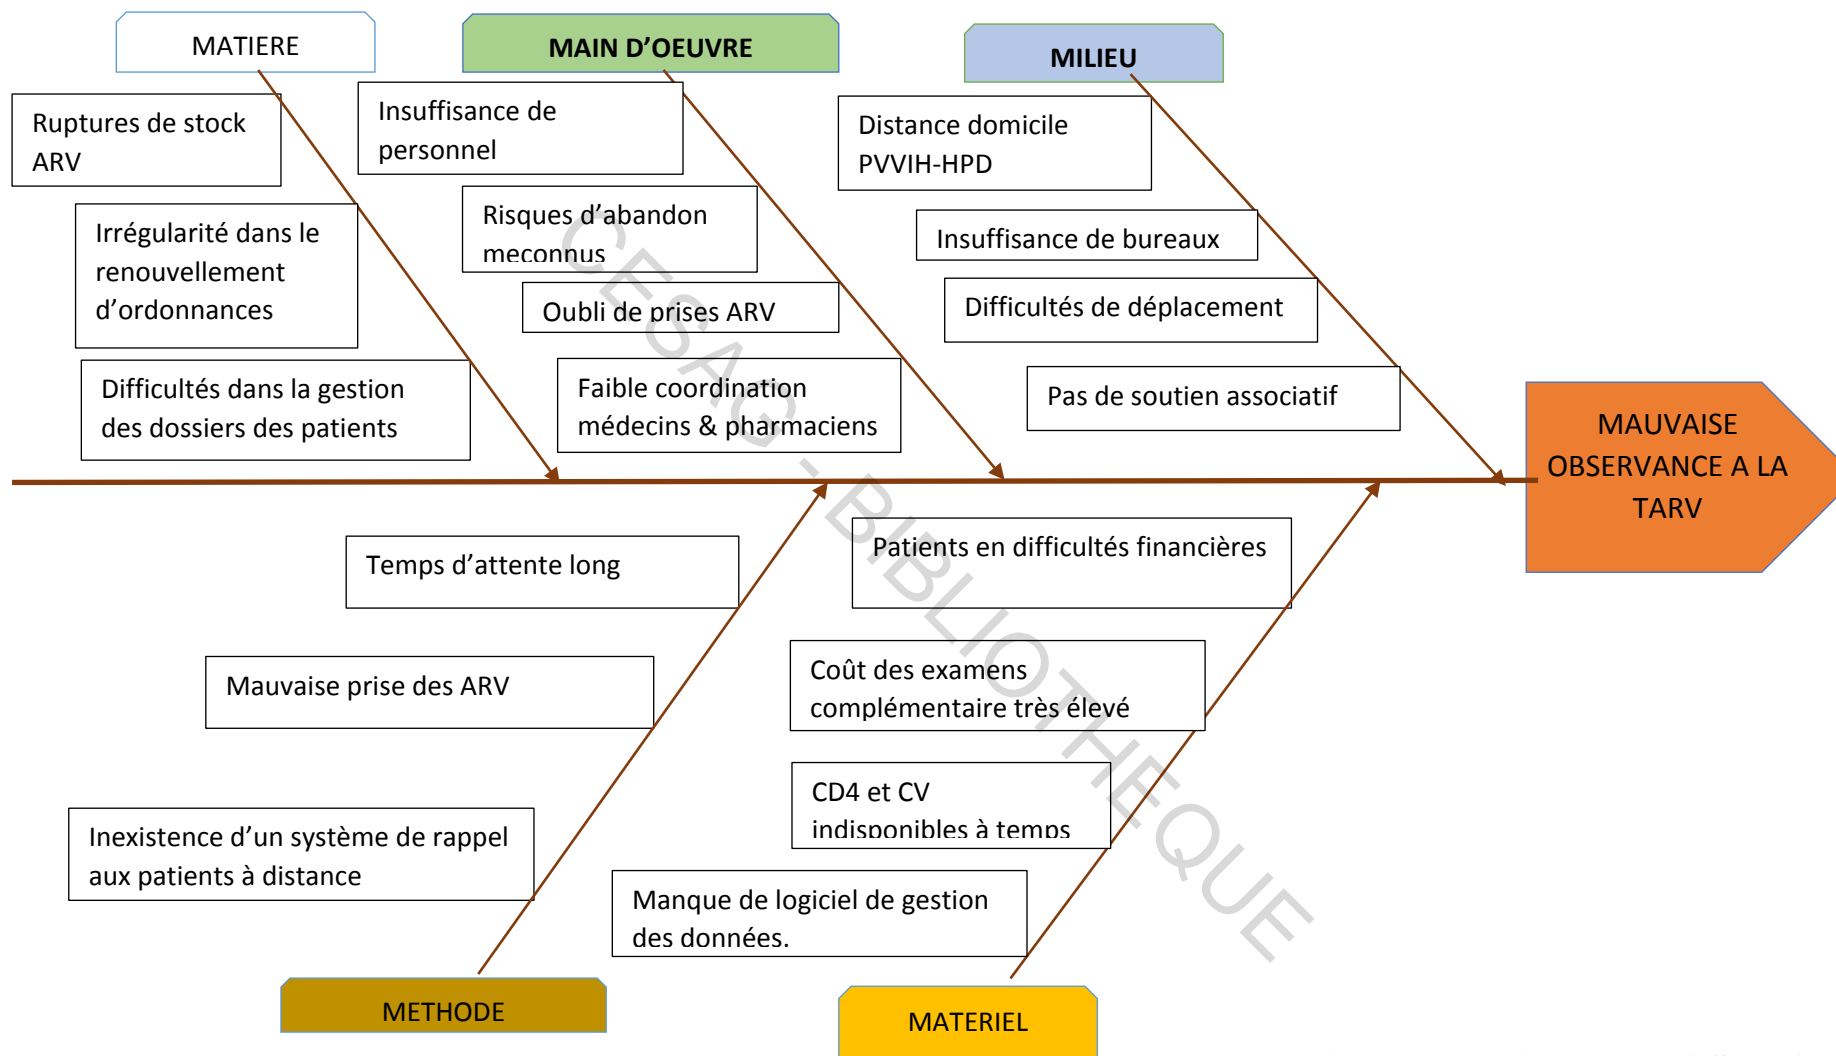 MATIERE
MAIN D'OEUVRE
MILIEU
Ruptures de stock
ARV
Irrégularité dans le
renouvellement
d'ordonnances
Difficultés dans la gestion
des dossiers des patients
Insuffisance de
personnel
Risques d'abandon
meconnus
Oubli de prises ARV
Faible coordination
médecins & pharmaciens
Distance domicile
PVVIH-HPD
Insuffisance de bureaux
Difficultés de déplacement
Pas de soutien associatif
MAUVAISE
OBSERVANCE A LA
TARV
Temps d'attente long
Mauvaise prise des ARV
Inexistence d'un système de rappel
aux patients à distance
Patients en difficultés financières
Coût des examens
complémentaire très élevé
CD4 et CV
indisponibles à temps
Manque de logiciel de gestion
des données.
METHODE
MATERIEL
CESAG - BIBLIOTHEQUE